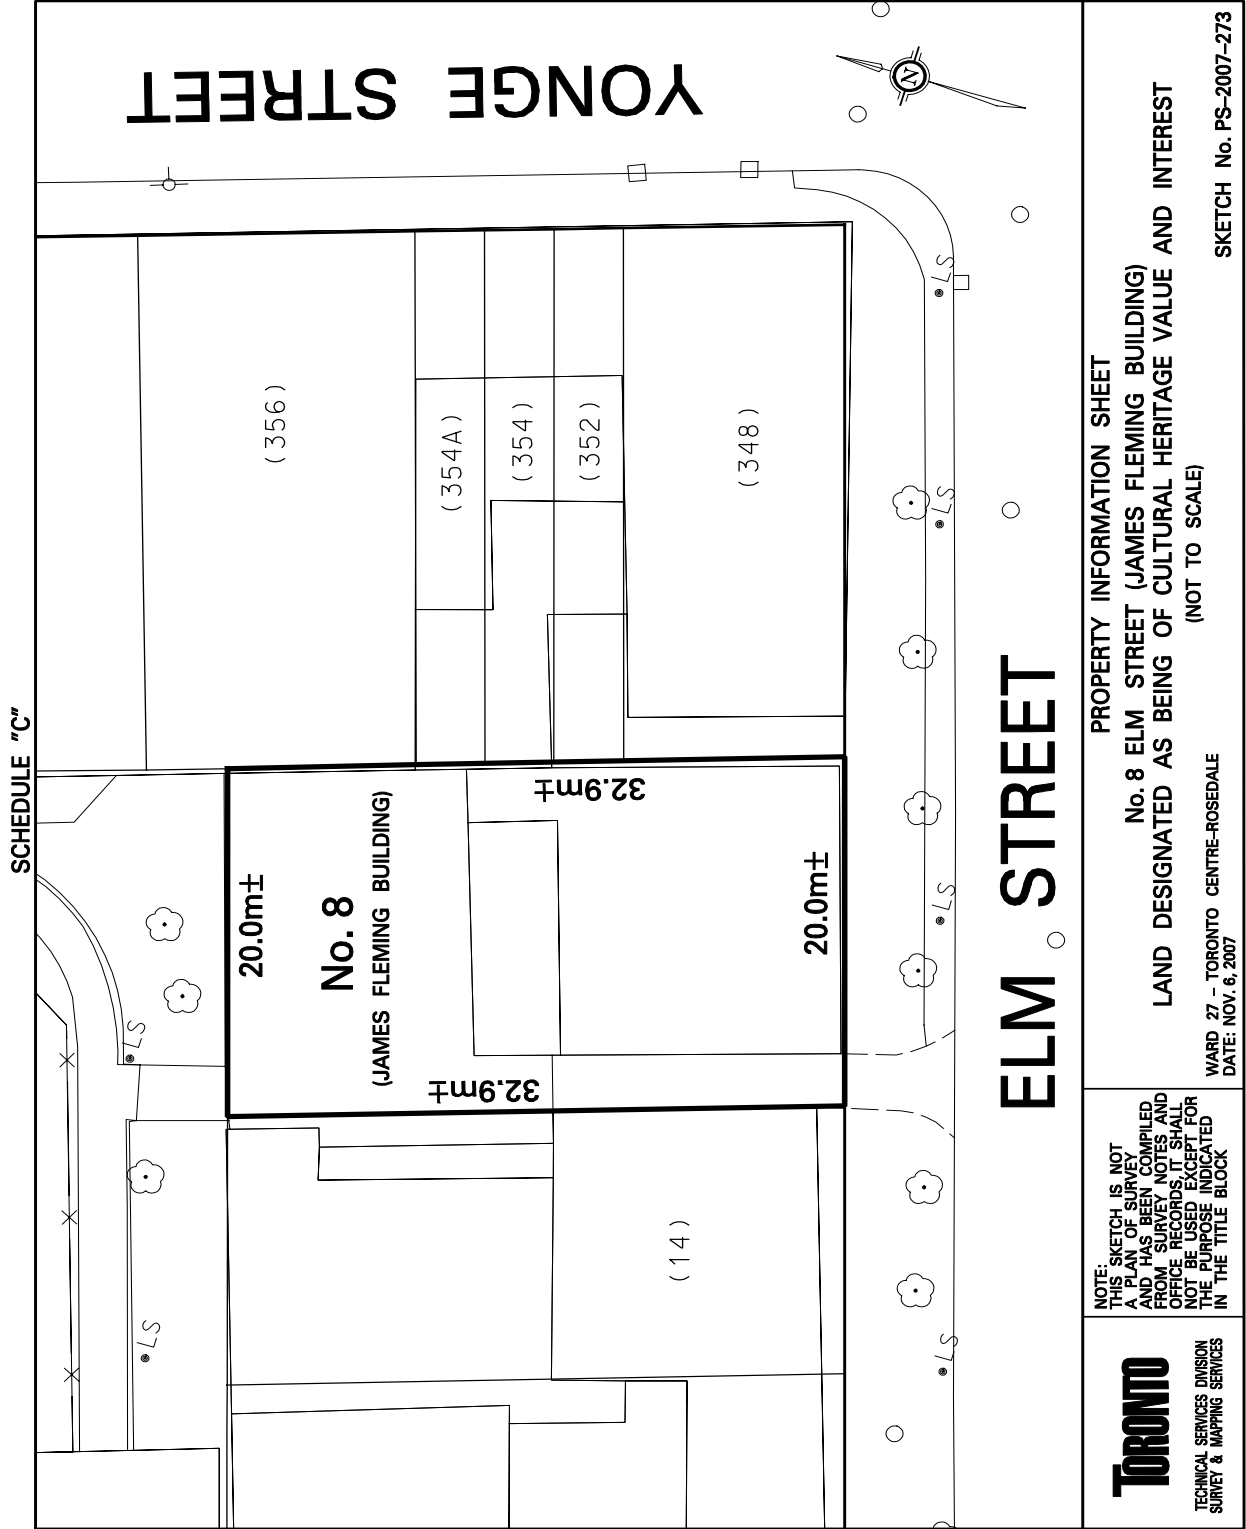 SCHEDULE "C"
YONGE STREET
N
(356)
(354A)
(354)
(352)
(348)
LS
LS
LS
LS
LS
LS
32.9m±
20.0m±
No. 8
(JAMES FLEMING BUILDING)
20.0m±
32.9m±
(14)
ELM STREET
PROPERTY INFORMATION SHEET
No. 8 ELM STREET (JAMES FLEMING BUILDING)
LAND DESIGNATED AS BEING OF CULTURAL HERITAGE VALUE AND INTEREST
(NOT TO SCALE)
WARD 27 – TORONTO CENTRE–ROSEDALE
DATE: NOV. 6, 2007
SKETCH No. PS–2007–273
NOTE:
THIS SKETCH IS NOT
A PLAN OF SURVEY
AND HAS BEEN COMPILED
FROM SURVEY NOTES AND
OFFICE RECORDS. IT SHALL
NOT BE USED EXCEPT FOR
THE PURPOSE INDICATED
IN THE TITLE BLOCK
TORONTO
TECHNICAL SERVICES DIVISION
SURVEY & MAPPING SERVICES